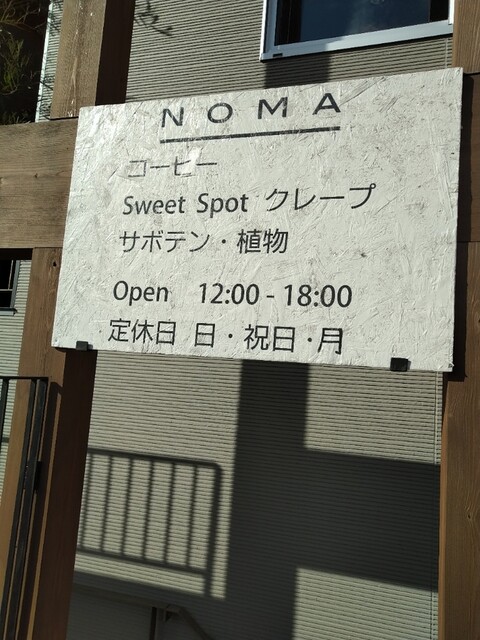 NOMA
コーヒー
Sweet Spot クレープ
サボテン・植物
Open 12:00 - 18:00
定休日 日・祝日・月